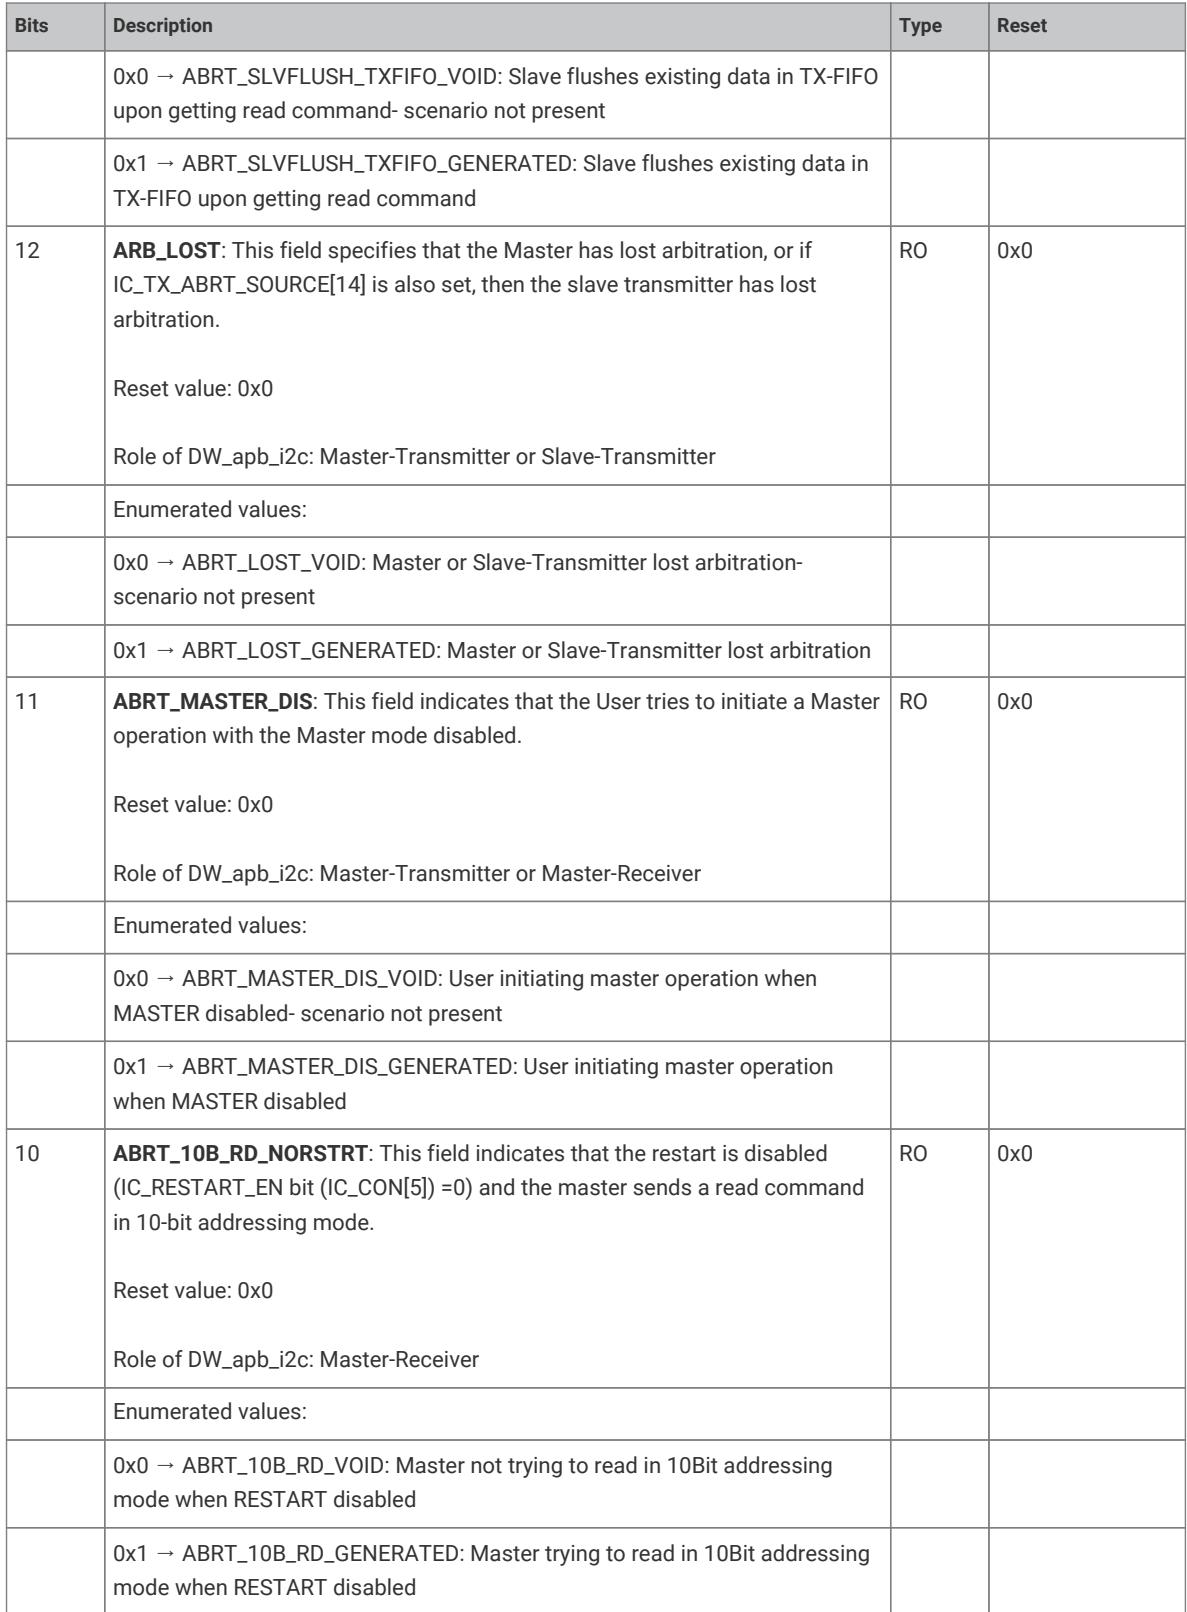 Bits Description Type Reset
0x0 → ABRT_SLVFLUSH_TXFIFO_VOID: Slave flushes existing data in TX-FIFO
upon getting read command- scenario not present
0x1 → ABRT_SLVFLUSH_TXFIFO_GENERATED: Slave flushes existing data in
TX-FIFO upon getting read command
12 ARB_LOST: This field specifies that the Master has lost arbitration, or if RO 0x0
IC_TX_ABRT_SOURCE[14] is also set, then the slave transmitter has lost
arbitration.
Reset value: 0x0
Role of DW_apb_i2c: Master-Transmitter or Slave-Transmitter
Enumerated values:
0x0 → ABRT_LOST_VOID: Master or Slave-Transmitter lost arbitration-
scenario not present
0x1 → ABRT_LOST_GENERATED: Master or Slave-Transmitter lost arbitration
11 ABRT_MASTER_DIS: This field indicates that the User tries to initiate a Master RO 0x0
operation with the Master mode disabled.
Reset value: 0x0
Role of DW_apb_i2c: Master-Transmitter or Master-Receiver
Enumerated values:
0x0 → ABRT_MASTER_DIS_VOID: User initiating master operation when
MASTER disabled- scenario not present
0x1 → ABRT_MASTER_DIS_GENERATED: User initiating master operation
when MASTER disabled
10 ABRT_10B_RD_NORSTRT: This field indicates that the restart is disabled RO 0x0
(IC_RESTART_EN bit (IC_CON[5]) =0) and the master sends a read command
in 10-bit addressing mode.
Reset value: 0x0
Role of DW_apb_i2c: Master-Receiver
Enumerated values:
0x0 → ABRT_10B_RD_VOID: Master not trying to read in 10Bit addressing
mode when RESTART disabled
0x1 → ABRT_10B_RD_GENERATED: Master trying to read in 10Bit addressing
mode when RESTART disabled